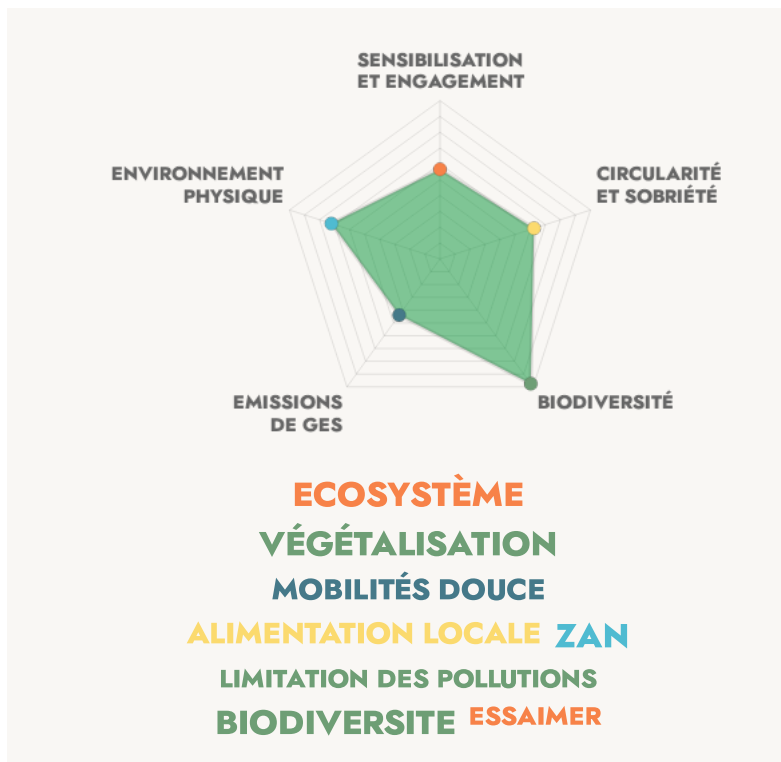 SENSIBILISATION
ET ENGAGEMENT
ENVIRONNEMENT
PHYSIQUE
CIRCULARITÉ
ET SOBRIÉTÉ
EMISSIONS
DE GES
BIODIVERSITÉ
ECOSYSTÈME
VÉGÉTALISATION
MOBILITÉS DOUCE
ALIMENTATION LOCALE ZAN
LIMITATION DES POLLUTIONS
BIODIVERSITE ESSAIMER